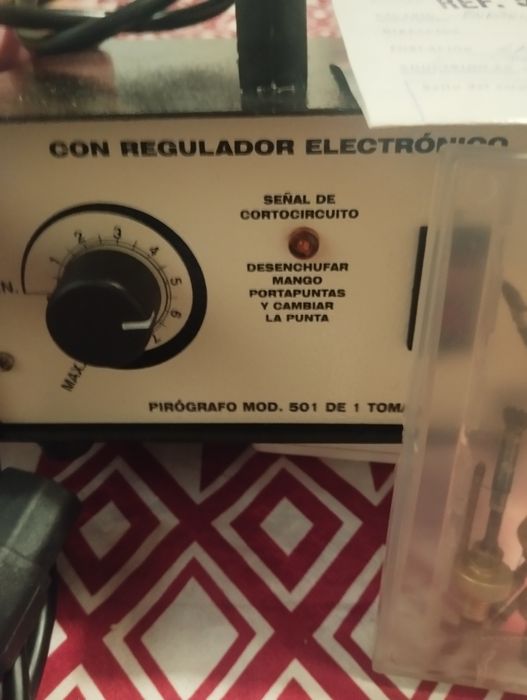 REF.
CON REGULADOR ELECTRÓNICO
SEÑAL DE
CORTOCIRCUITO
1 2 3 4 5 6 7
N.
MAX.
DESENCHUFAR
MANGO
PORTAPUNTAS
Y CAMBIAR
LA PUNTA
PIRÓGRAFO MOD. 501 DE 1 TOMA